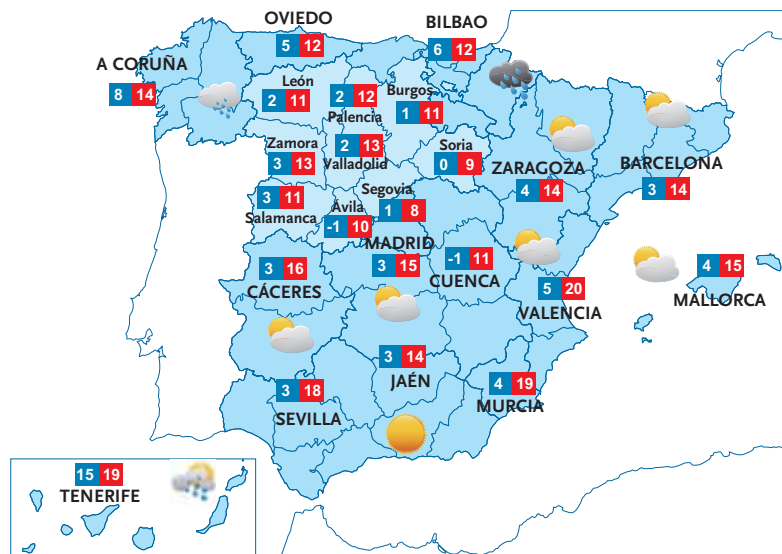 OVIEDO
5 12
BILBAO
6 12
A CORUÑA
8 14
León
2 11
2 12
Palencia
Burgos
1 11
Zamora
3 13
2 13
Valladolid
Soria
0 9
ZARAGOZA
4 14
BARCELONA
3 14
3 11
Salamanca
Ávila
-1 10
Segovia
1 8
MADRID
3 15
-1 11
CUENCA
3 16
CÁCERES
5 20
VALENCIA
4 15
MALLORCA
3 14
JAÉN
3 18
SEVILLA
4 19
MURCIA
15 19
TENERIFE